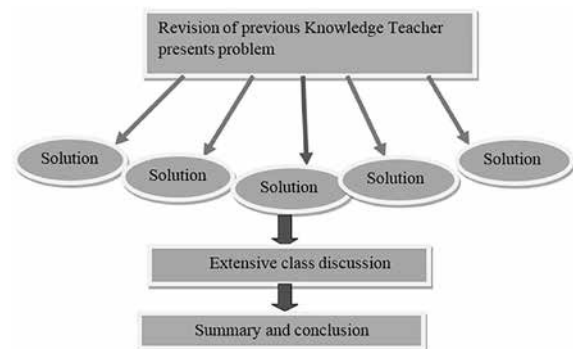 Revision of previous Knowledge Teacher
presents problem
Solution
Solution
Solution
Solution
Solution
Extensive class discussion
Summary and conclusion